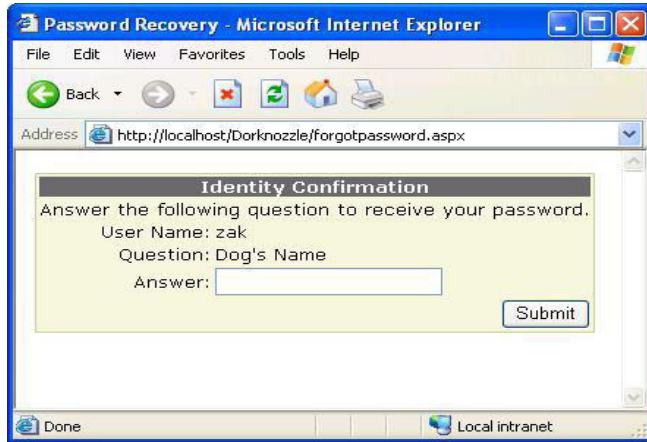 Password Recovery - Microsoft Internet Explorer
File Edit View Favorites Tools Help
Back
Address http://localhost/Dorknozzle/forgotpassword.aspx
Identity Confirmation
Answer the following question to receive your password.
User Name: zak
Question: Dog's Name
Answer:
Submit
Done Local intranet